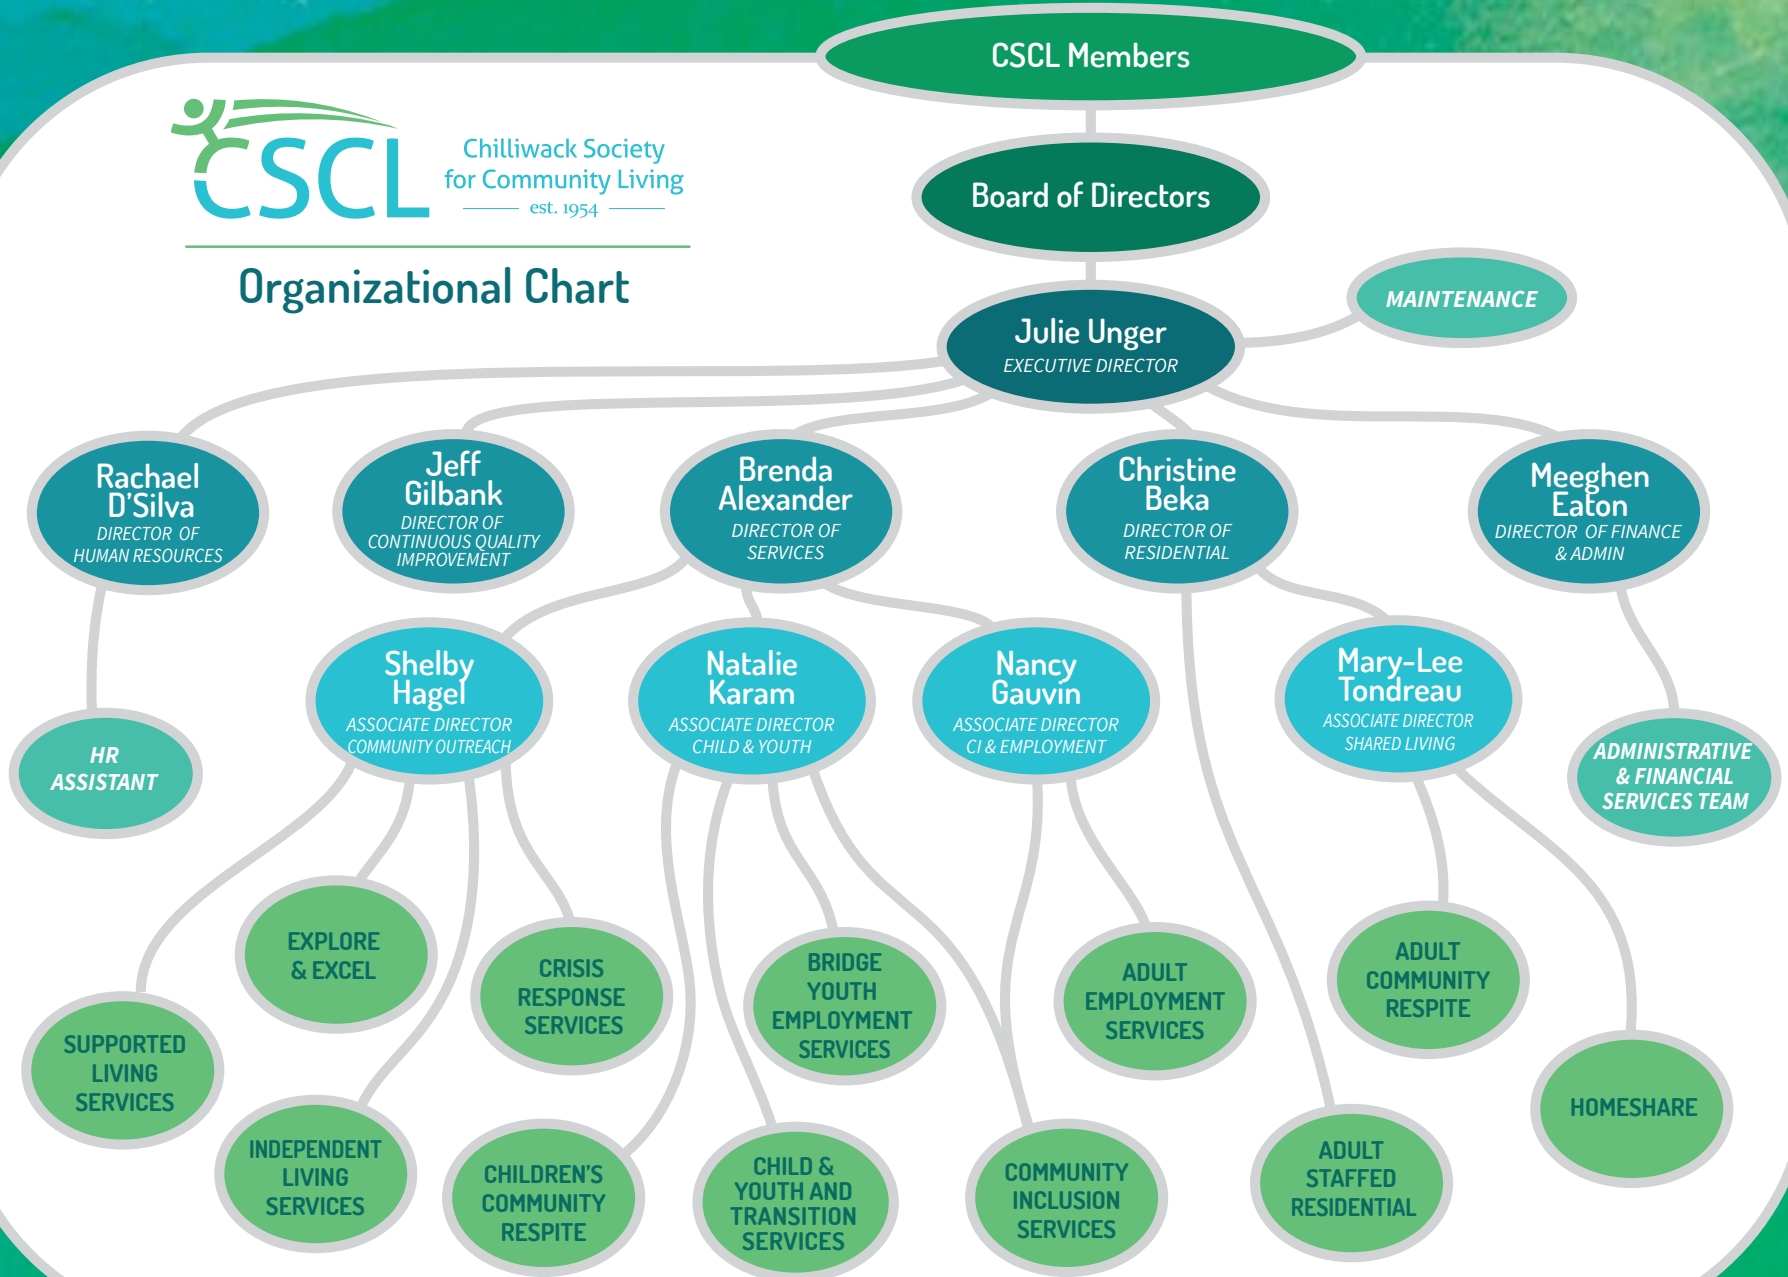 CSCL Members
CSCL
Chilliwack Society
for Community Living
est. 1954
Organizational Chart
Board of Directors
Julie Unger
EXECUTIVE DIRECTOR
MAINTENANCE
Rachael
D'Silva
DIRECTOR OF
HUMAN RESOURCES
Jeff
Gilbank
DIRECTOR OF
CONTINUOUS QUALITY
IMPROVEMENT
Brenda
Alexander
DIRECTOR OF
SERVICES
Christine
Beka
DIRECTOR OF
RESIDENTIAL
Meeghen
Eaton
DIRECTOR OF FINANCE
& ADMIN
HR
ASSISTANT
Shelby
Hagel
ASSOCIATE DIRECTOR
COMMUNITY OUTREACH
Natalie
Karam
ASSOCIATE DIRECTOR
CHILD & YOUTH
Nancy
Gauvin
ASSOCIATE DIRECTOR
CI & EMPLOYMENT
Mary-Lee
Tondreau
ASSOCIATE DIRECTOR
SHARED LIVING
ADMINISTRATIVE
& FINANCIAL
SERVICES TEAM
SUPPORTED
LIVING
SERVICES
EXPLORE
& EXCEL
INDEPENDENT
LIVING
SERVICES
CRISIS
RESPONSE
SERVICES
CHILDREN'S
COMMUNITY
RESPITE
CHILD &
YOUTH AND
TRANSITION
SERVICES
BRIDGE
YOUTH
EMPLOYMENT
SERVICES
COMMUNITY
INCLUSION
SERVICES
ADULT
EMPLOYMENT
SERVICES
ADULT
STAFFED
RESIDENTIAL
ADULT
COMMUNITY
RESPITE
HOMESHARE